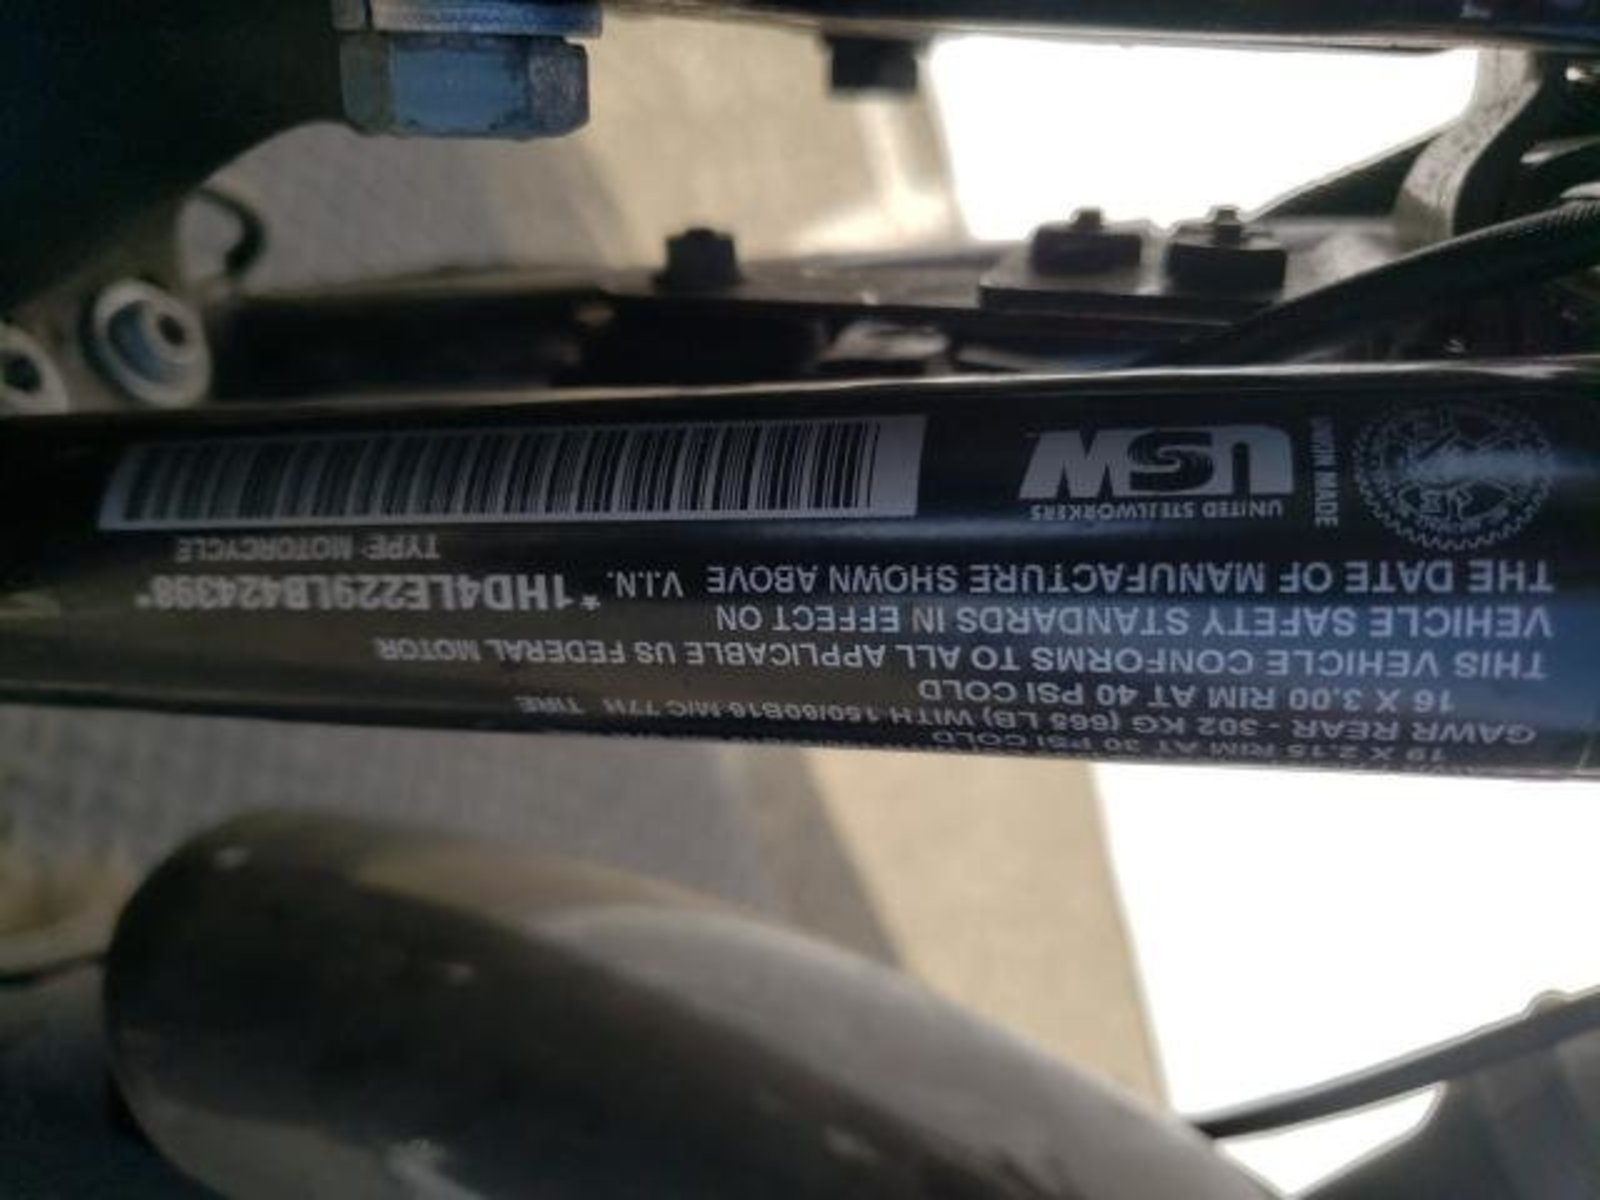 19 X 2.15 RIM AT 30 PSI COLD
GAWR REAR - 302 KG (665 LB) WITH 150/80B16 M/C 77H TIRE
16 X 3.00 RIM AT 40 PSI COLD
THIS VEHICLE CONFORMS TO ALL APPLICABLE US FEDERAL MOTOR
VEHICLE SAFETY STANDARDS IN EFFECT ON
THE DATE OF MANUFACTURE SHOWN ABOVE V.I.N. *1HD4LE229LB424398*
TYPE: MOTORCYCLE
UNION MADE
UNITED STEELWORKERS
USW